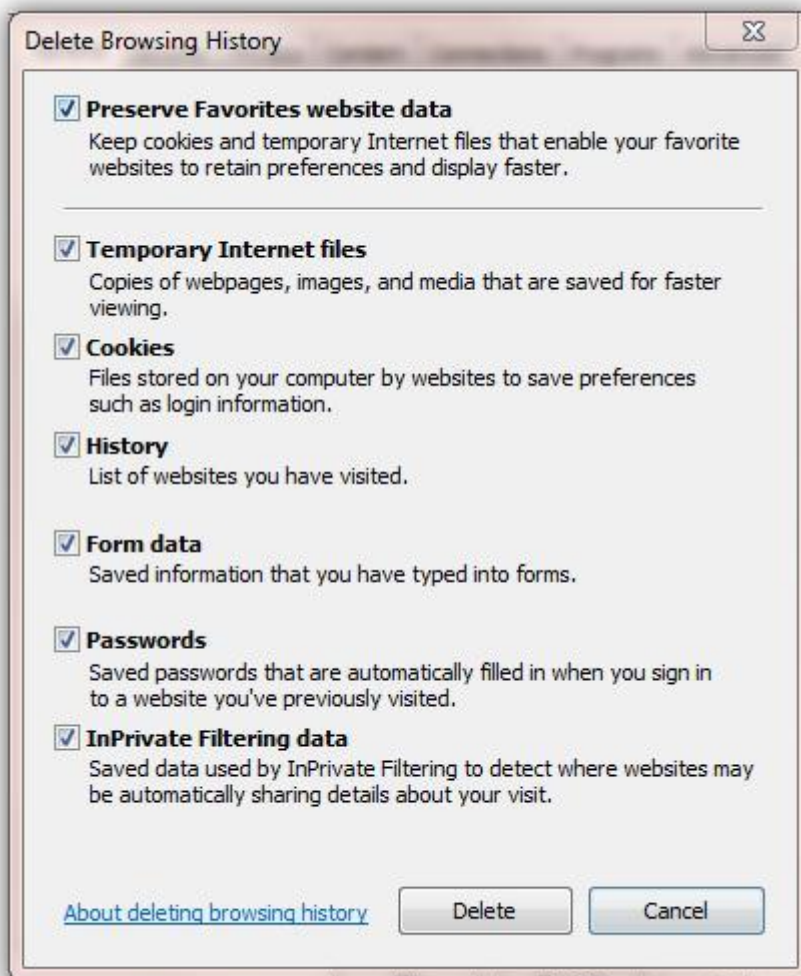 Delete Browsing History
Preserve Favorites website data
Keep cookies and temporary Internet files that enable your favorite
websites to retain preferences and display faster.
Temporary Internet files
Copies of webpages, images, and media that are saved for faster
viewing.
Cookies
Files stored on your computer by websites to save preferences
such as login information.
History
List of websites you have visited.
Form data
Saved information that you have typed into forms.
Passwords
Saved passwords that are automatically filled in when you sign in
to a website you've previously visited.
InPrivate Filtering data
Saved data used by InPrivate Filtering to detect where websites may
be automatically sharing details about your visit.
About deleting browsing history Delete Cancel